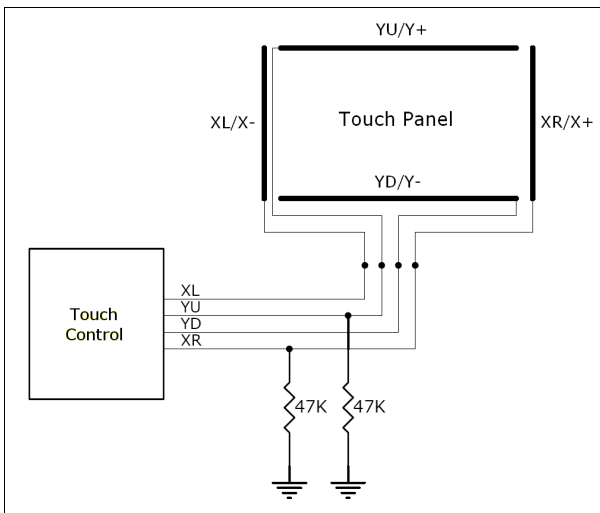 YU/Y+
XL/X-
Touch Panel
XR/X+
YD/Y-
XL
YU
YD
XR
Touch
Control
47K
47K